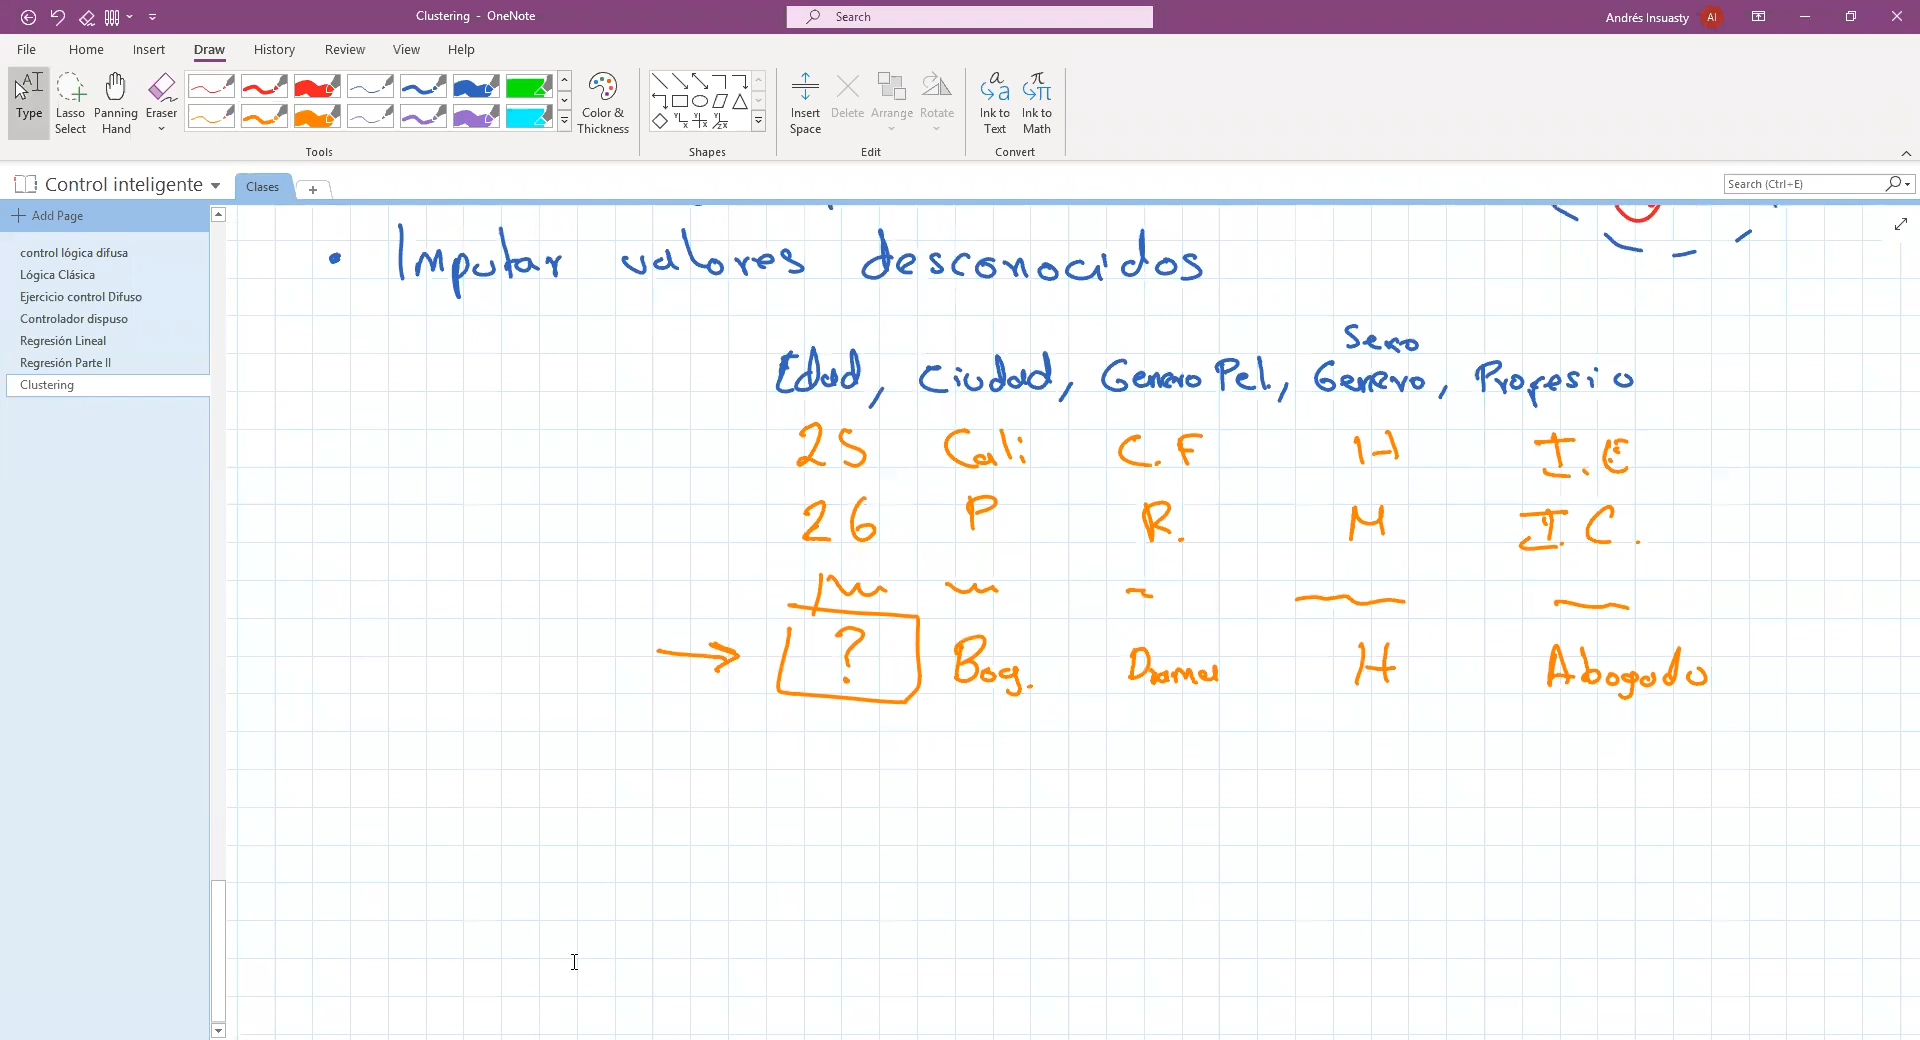 Clustering - OneNote
Search
Andrés Insuasty
AI
File Home Insert Draw History Review View Help
Type
Lasso Select
Panning Hand
Eraser
Color & Thickness
Insert Space
Delete
Arrange
Rotate
Ink to Text
Ink to Math
Tools Shapes Edit Convert
Control inteligente
Clases
Search (Ctrl+E)
Add Page
control lógica difusa
Lógica Clásica
Ejercicio control Difuso
Controlador dispuso
Regresión Lineal
Regresión Parte II
Clustering
• Imputar valores desconocidos
Sexo
Edad, Ciudad, Genero Pel., Genero, Profesio
25 Cali C.F H I.E
26 P R. M I.C.
? Bog. Drama H Abogado